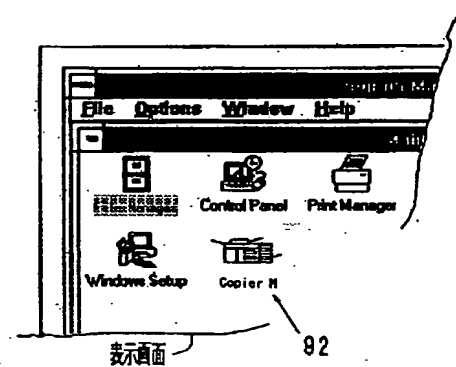 File Options Window Help
Control Panel Print Manager
Windows Setup Copier M
表示画面 92